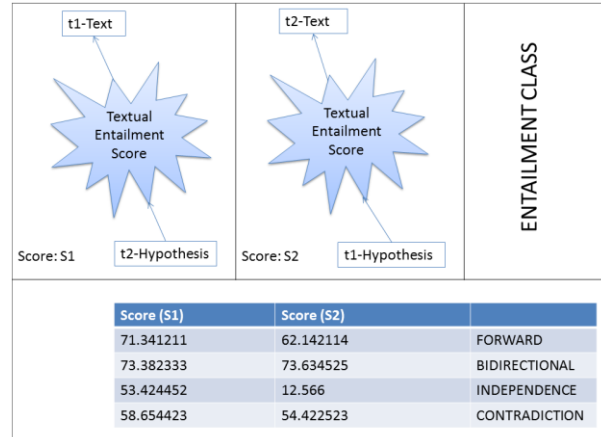 t1-Text
Textual
Entailment
Score
t2-Hypothesis
Score: S1
t2-Text
Textual
Entailment
Score
t1-Hypothesis
Score: S2
ENTAILMENT CLASS
Score (S1) Score (S2)
71.341211 62.142114 FORWARD
73.382333 73.634525 BIDIRECTIONAL
53.424452 12.566 INDEPENDENCE
58.654423 54.422523 CONTRADICTION